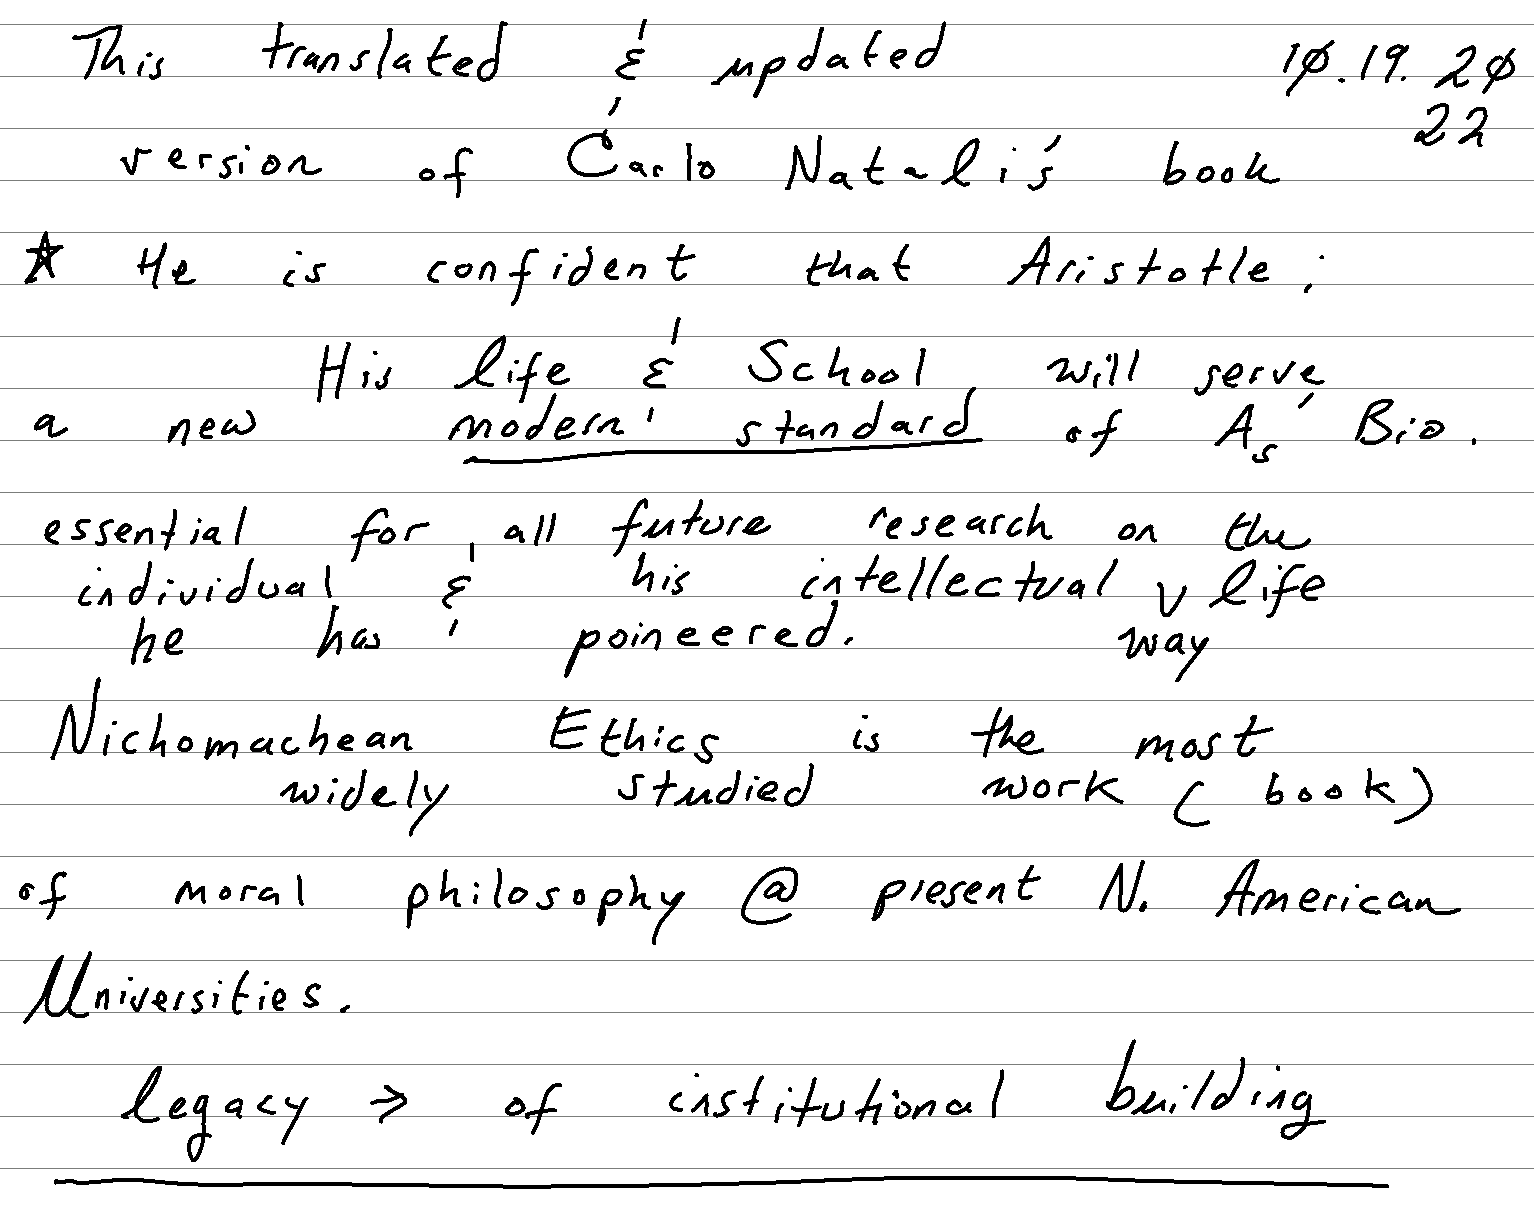 This translated & updated 10.19.20
22
version of Carlo Natali's book
☆ He is confident that Aristotle;
His life & School will serve
a new modern standard of As' Bio.
essential for all future research on the
individual & his intellectual ∨ life
he has poineered. way
Nichomachean Ethics is the most
widely studied work (book)
of moral philosophy @ present N. American
Universities.
legacy → of institutional building